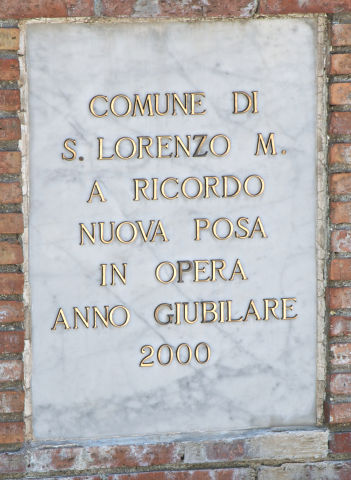 COMUNE DI
S. LORENZO M.
A RICORDO
NUOVA POSA
IN OPERA
ANNO GIUBILARE
2000